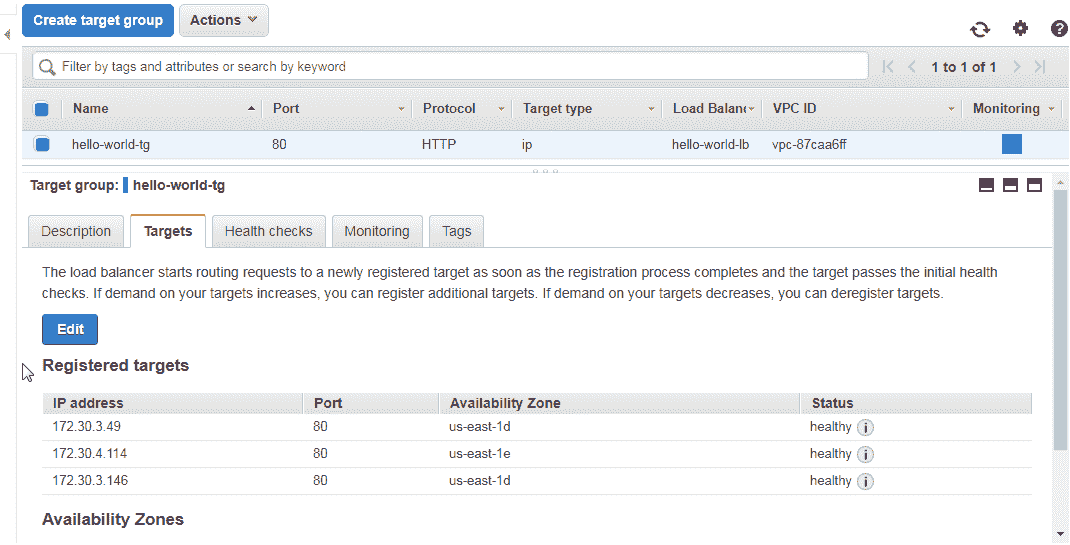 Create target group Actions
Filter by tags and attributes or search by keyword 1 to 1 of 1
Name Port Protocol Target type Load Balanc VPC ID Monitoring
hello-world-tg 80 HTTP ip hello-world-lb vpc-87caa6ff
Target group: hello-world-tg
Description Targets Health checks Monitoring Tags
The load balancer starts routing requests to a newly registered target as soon as the registration process completes and the target passes the initial health
checks. If demand on your targets increases, you can register additional targets. If demand on your targets decreases, you can deregister targets.
Edit
Registered targets
IP address Port Availability Zone Status
172.30.3.49 80 us-east-1d healthy
172.30.4.114 80 us-east-1e healthy
172.30.3.146 80 us-east-1d healthy
Availability Zones